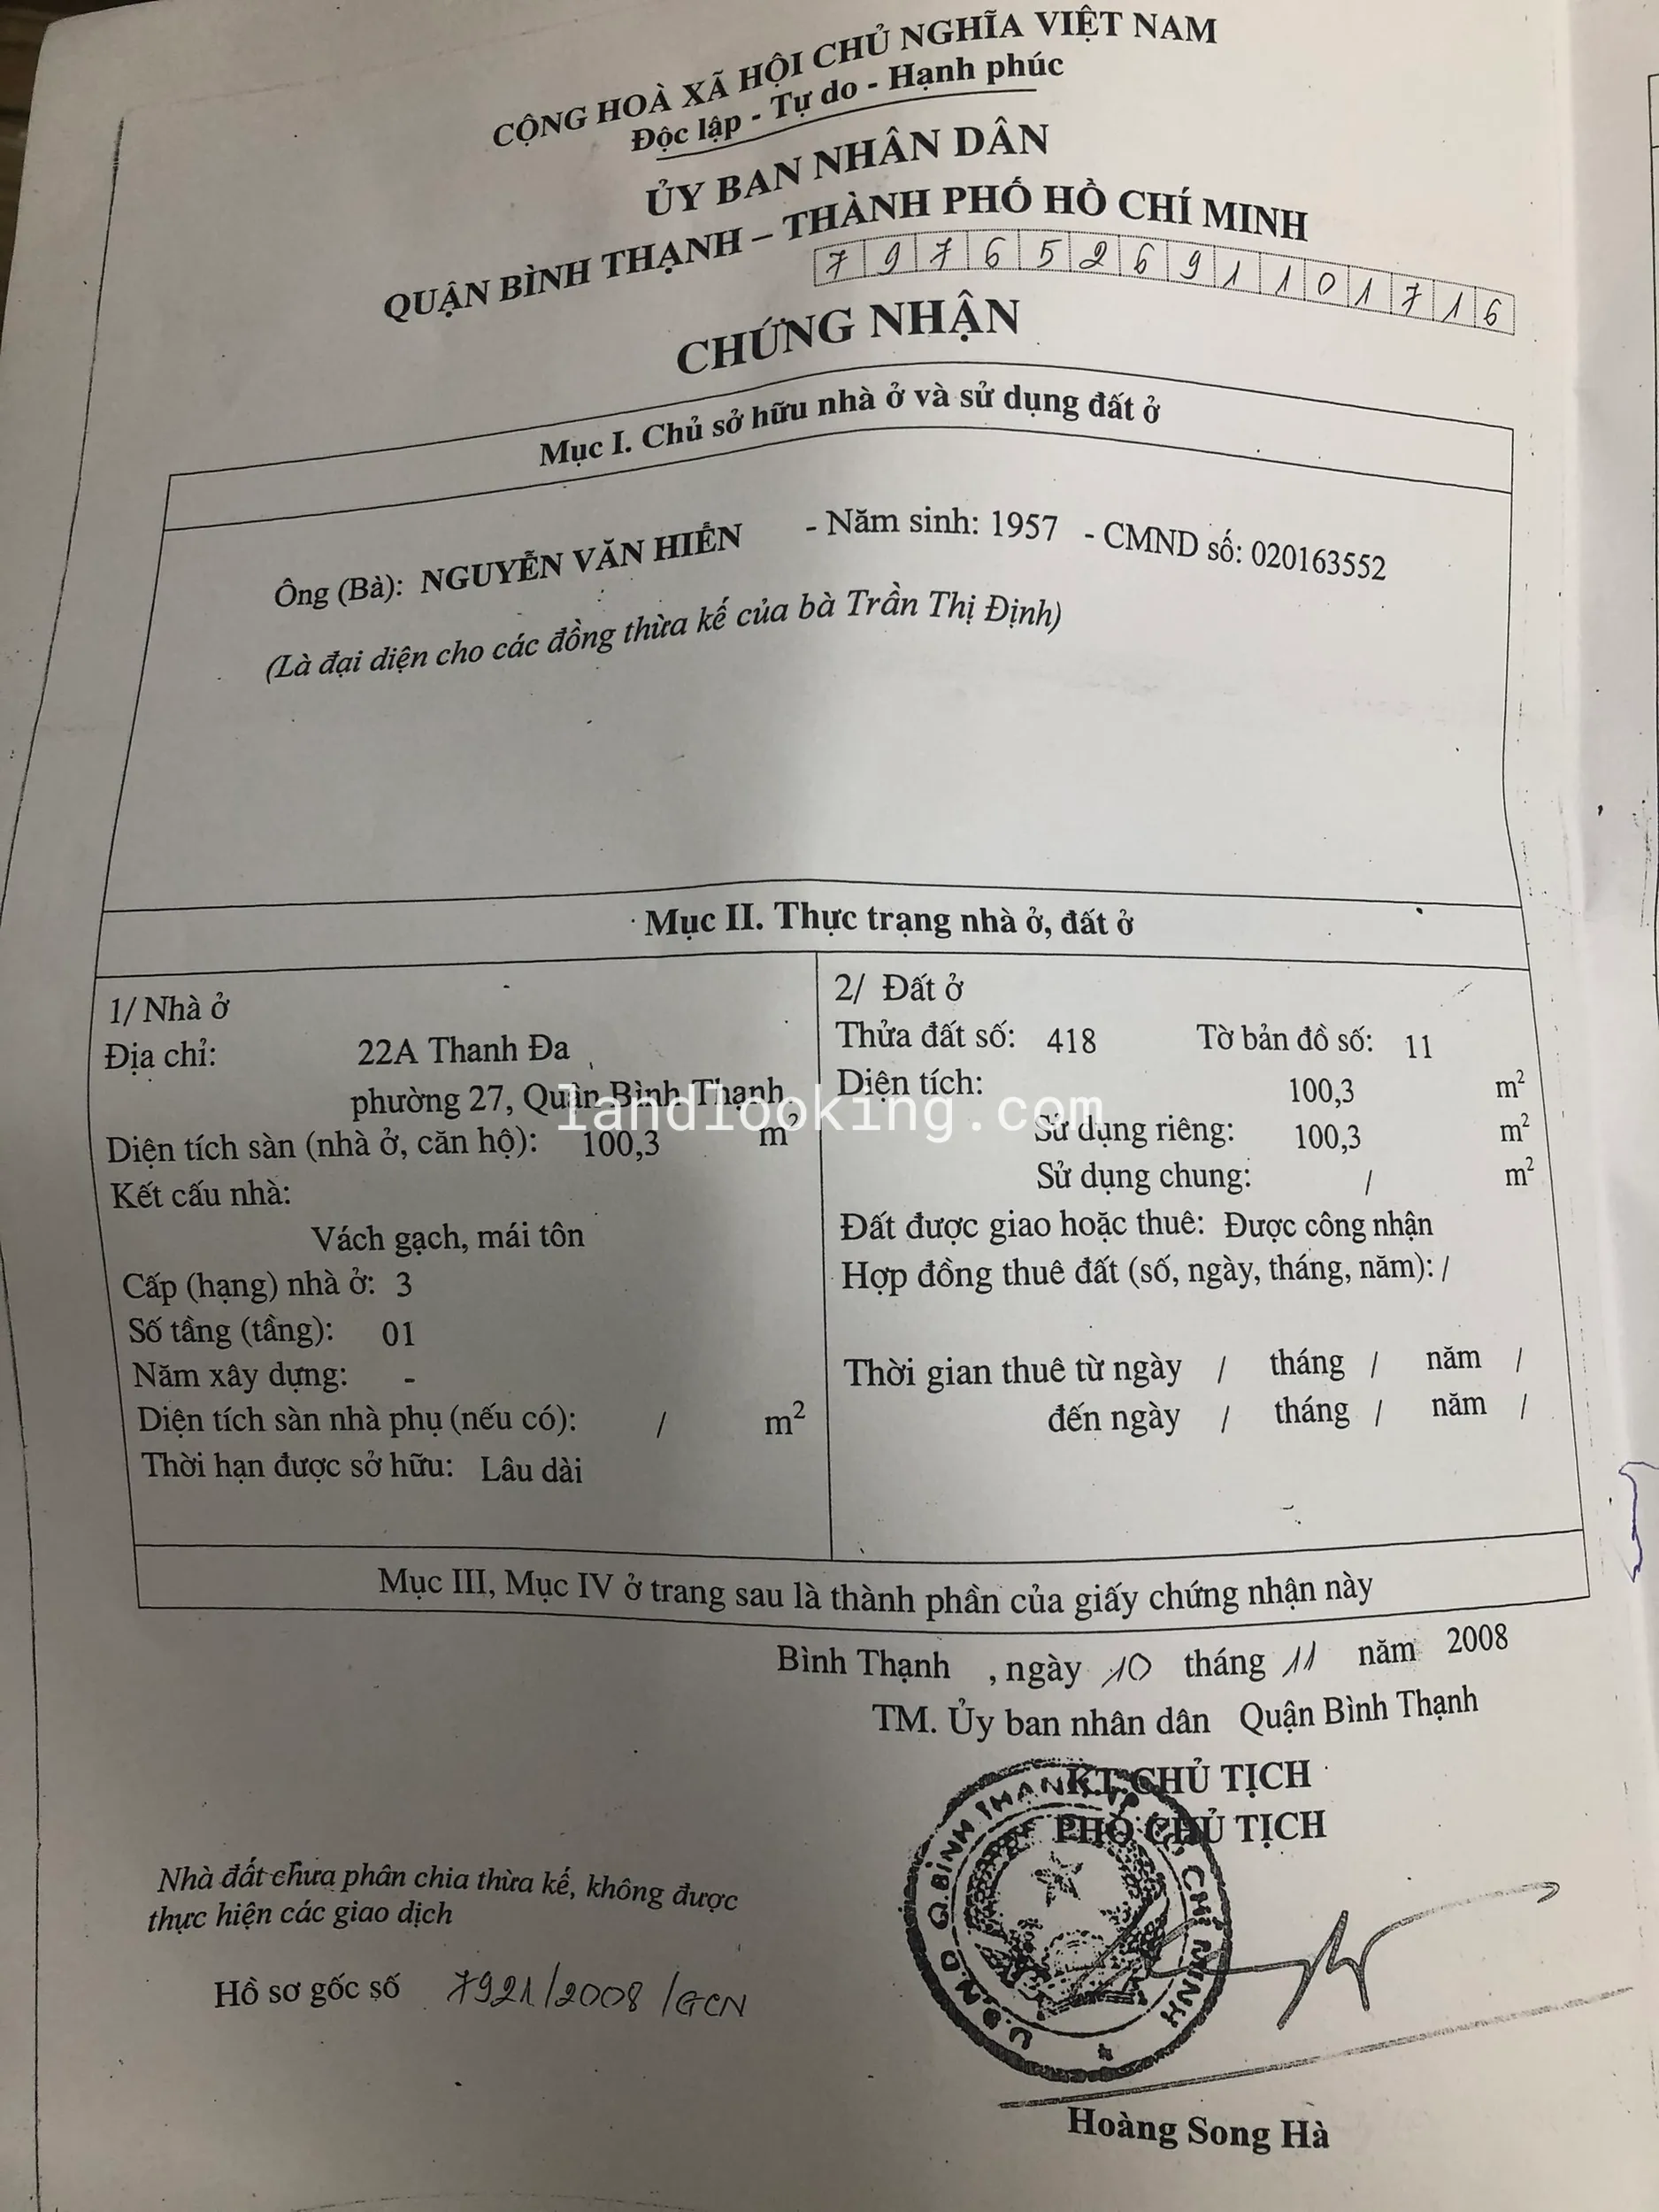 CỘNG HOÀ XÃ HỘI CHỦ NGHĨA VIỆT NAM
Độc lập - Tự do - Hạnh phúc
ỦY BAN NHÂN DÂN
QUẬN BÌNH THẠNH – THÀNH PHỐ HỒ CHÍ MINH
797652691101716
CHỨNG NHẬN
Mục I. Chủ sở hữu nhà ở và sử dụng đất ở
Ông (Bà): NGUYỄN VĂN HIỂN - Năm sinh: 1957 - CMND số: 020163552
(Là đại diện cho các đồng thừa kế của bà Trần Thị Định)
Mục II. Thực trạng nhà ở, đất ở
1/ Nhà ở
Địa chỉ: 22A Thanh Đa
phường 27, Quận Bình Thạnh
Diện tích sàn (nhà ở, căn hộ): 100,3 m²
Kết cấu nhà:
Vách gạch, mái tôn
Cấp (hạng) nhà ở: 3
Số tầng (tầng): 01
Năm xây dựng: -
Diện tích sàn nhà phụ (nếu có): / m²
Thời hạn được sở hữu: Lâu dài
2/ Đất ở
Thửa đất số: 418 Tờ bản đồ số: 11
Diện tích: 100,3 m²
Sử dụng riêng: 100,3 m²
Sử dụng chung: / m²
Đất được giao hoặc thuê: Được công nhận
Hợp đồng thuê đất (số, ngày, tháng, năm): /
Thời gian thuê từ ngày / tháng / năm /
đến ngày / tháng / năm /
landlooking.com
Mục III, Mục IV ở trang sau là thành phần của giấy chứng nhận này
Bình Thạnh , ngày 10 tháng 11 năm 2008
TM. Ủy ban nhân dân Quận Bình Thạnh
KT.CHỦ TỊCH
PHÓ CHỦ TỊCH
U.B.N.D Q.BÌNH THẠNH T.P HỒ CHÍ MINH
Nhà đất chưa phân chia thừa kế, không được
thực hiện các giao dịch
Hồ sơ gốc số 7921/2008/GCN
Hoàng Song Hà